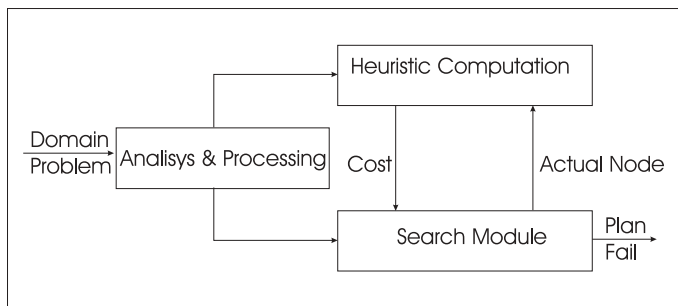 Heuristic Computation
Domain
Problem
Analisys & Processing
Cost
Actual Node
Search Module
Plan
Fail